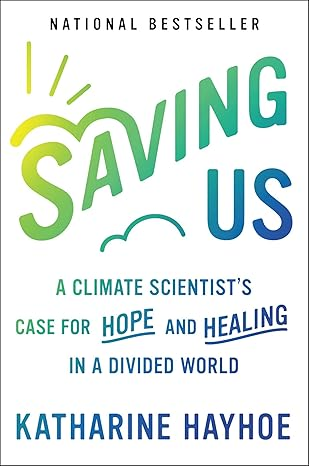 NATIONAL BESTSELLER
SAVING
US
A CLIMATE SCIENTIST'S
CASE FOR HOPE AND HEALING
IN A DIVIDED WORLD
KATHARINE HAYHOE